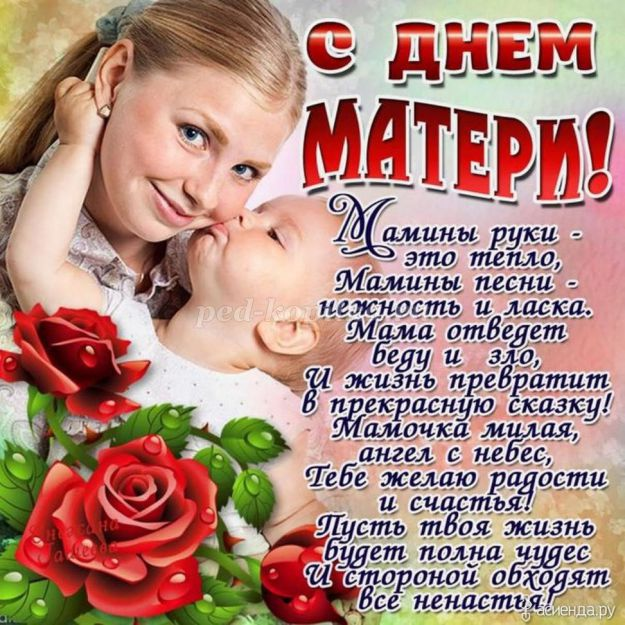 С ДНЕМ
МАТЕРИ!
Мамины руки -
это тепло,
Мамины песни -
нежность и ласка.
Мама отведет
беду и зло,
И жизнь превратит
в прекрасную сказку!
Мамочка милая,
ангел с небес,
Тебе желаю радости
и счастья!
Пусть твоя жизнь
будет полна чудес
И стороной обходят
все ненастья!